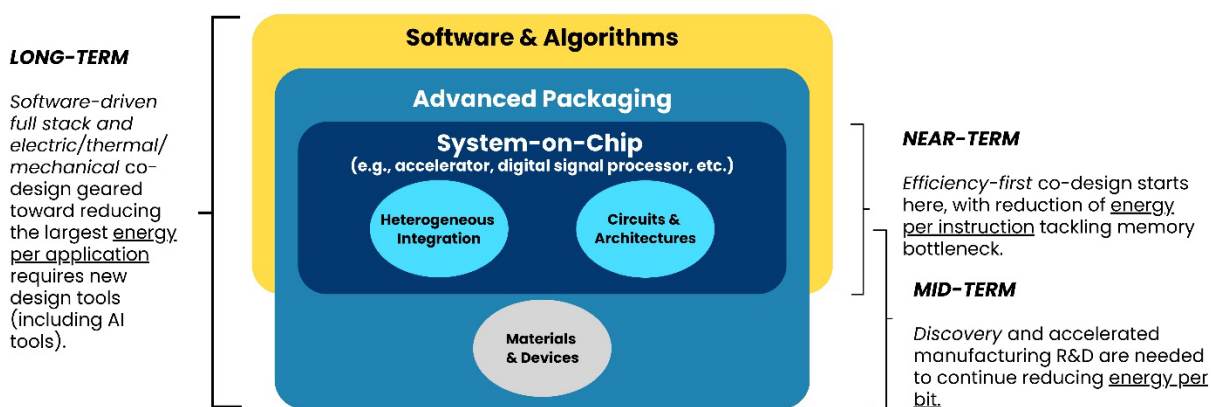 LONG-TERM
Software-driven
full stack and
electric/thermal/
mechanical co-
design geared
toward reducing
the largest energy
per application
requires new
design tools
(including AI
tools).
Software & Algorithms
Advanced Packaging
System-on-Chip
(e.g., accelerator, digital signal processor, etc.)
Heterogeneous
Integration
Circuits &
Architectures
Materials
& Devices
NEAR-TERM
Efficiency-first co-design starts
here, with reduction of energy
per instruction tackling memory
bottleneck.
MID-TERM
Discovery and accelerated
manufacturing R&D are needed
to continue reducing energy per
bit.